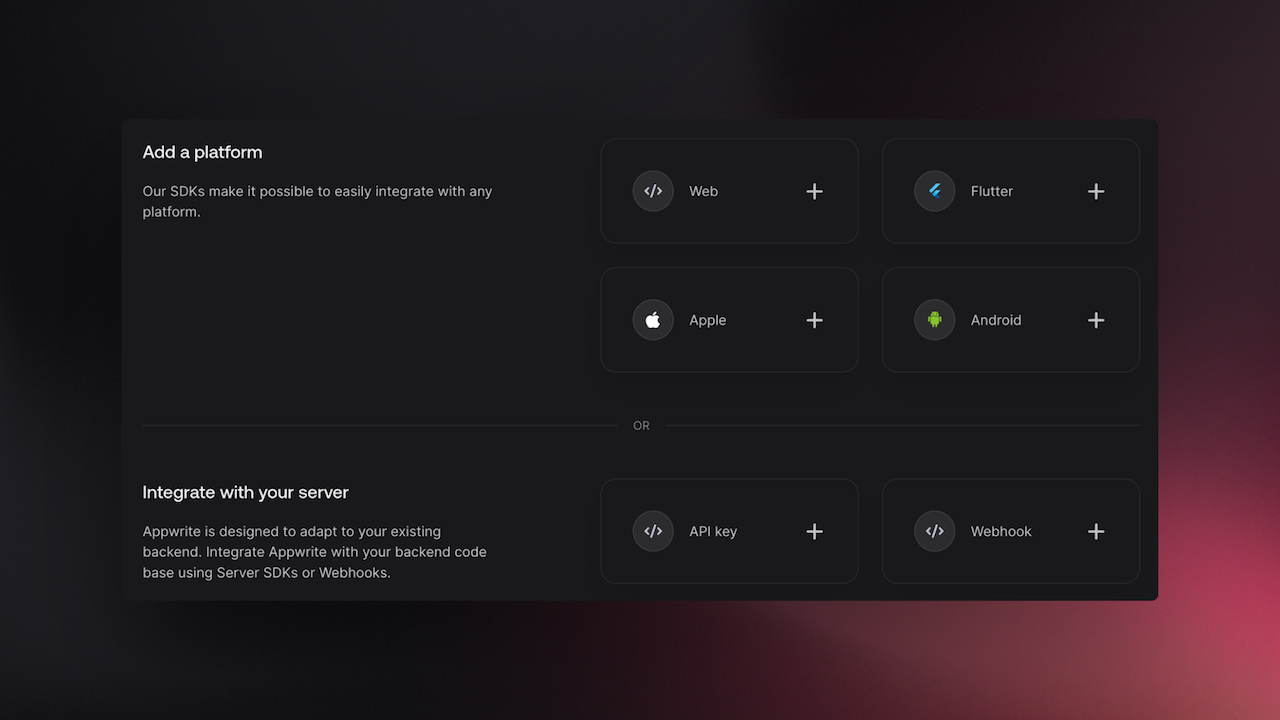 Add a platform
Our SDKs make it possible to easily integrate with any
platform.
Web
Flutter
Apple
Android
OR
Integrate with your server
Appwrite is designed to adapt to your existing
backend. Integrate Appwrite with your backend code
base using Server SDKs or Webhooks.
API key
Webhook